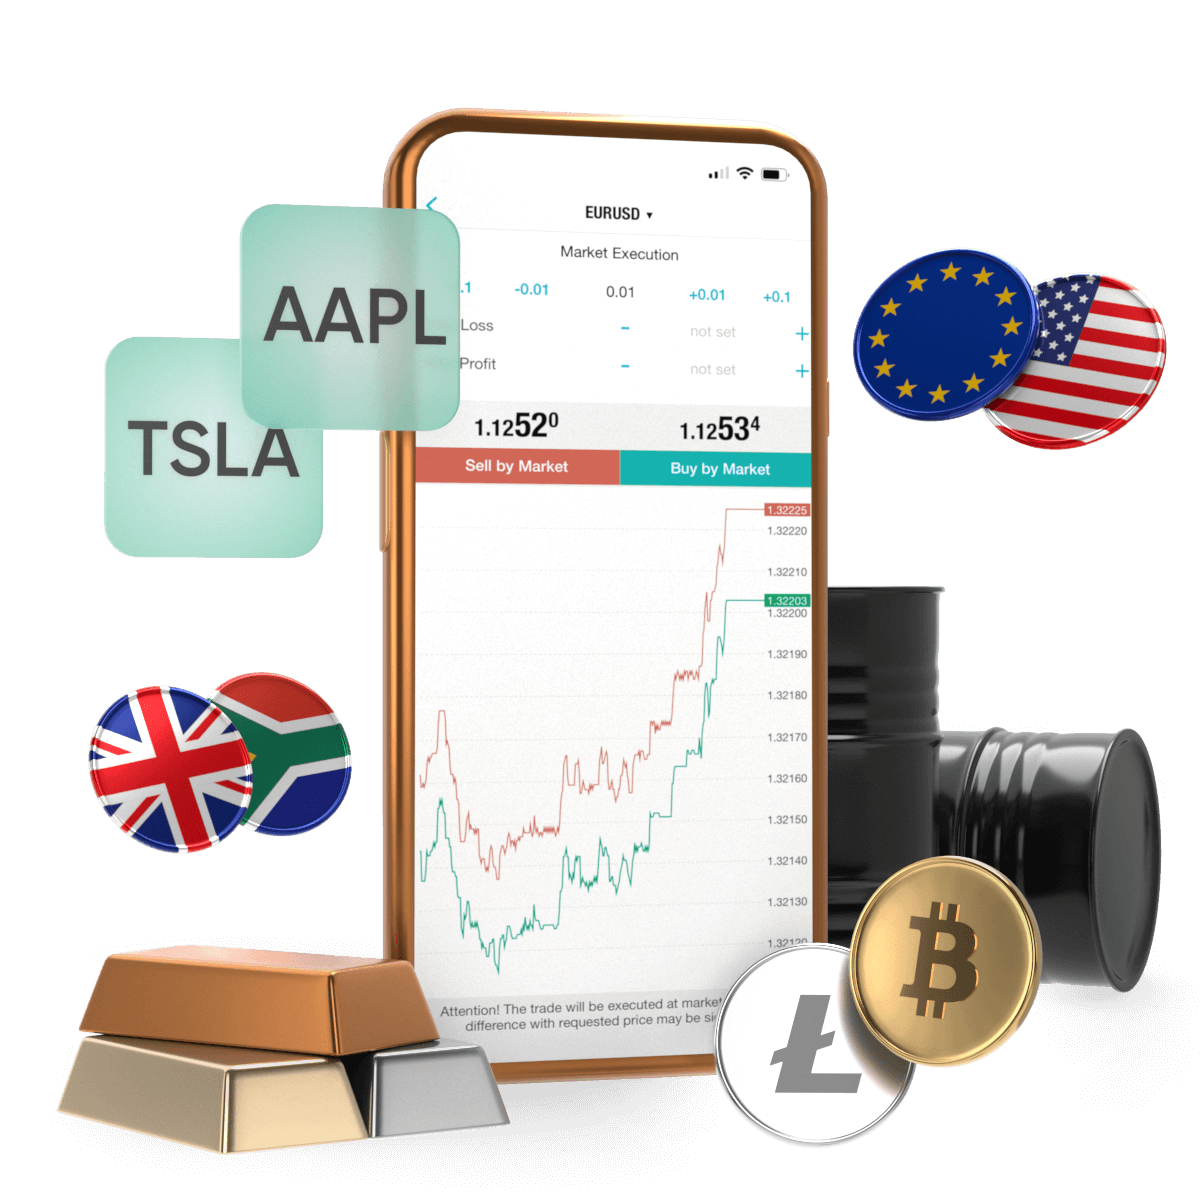 EURUSD ▾
Market Execution
.1 -0.01 0.01 +0.01 +0.1
Loss - not set +
Profit - not set +
1.12520 1.12534
Sell by Market Buy by Market
AAPL
TSLA
1.32225
1.32220
1.32210
1.32203
1.32200
1.32190
1.32180
1.32170
1.32160
1.32150
1.32140
1.32130
1.32120
Attention! The trade will be executed at market
difference with requested price may be